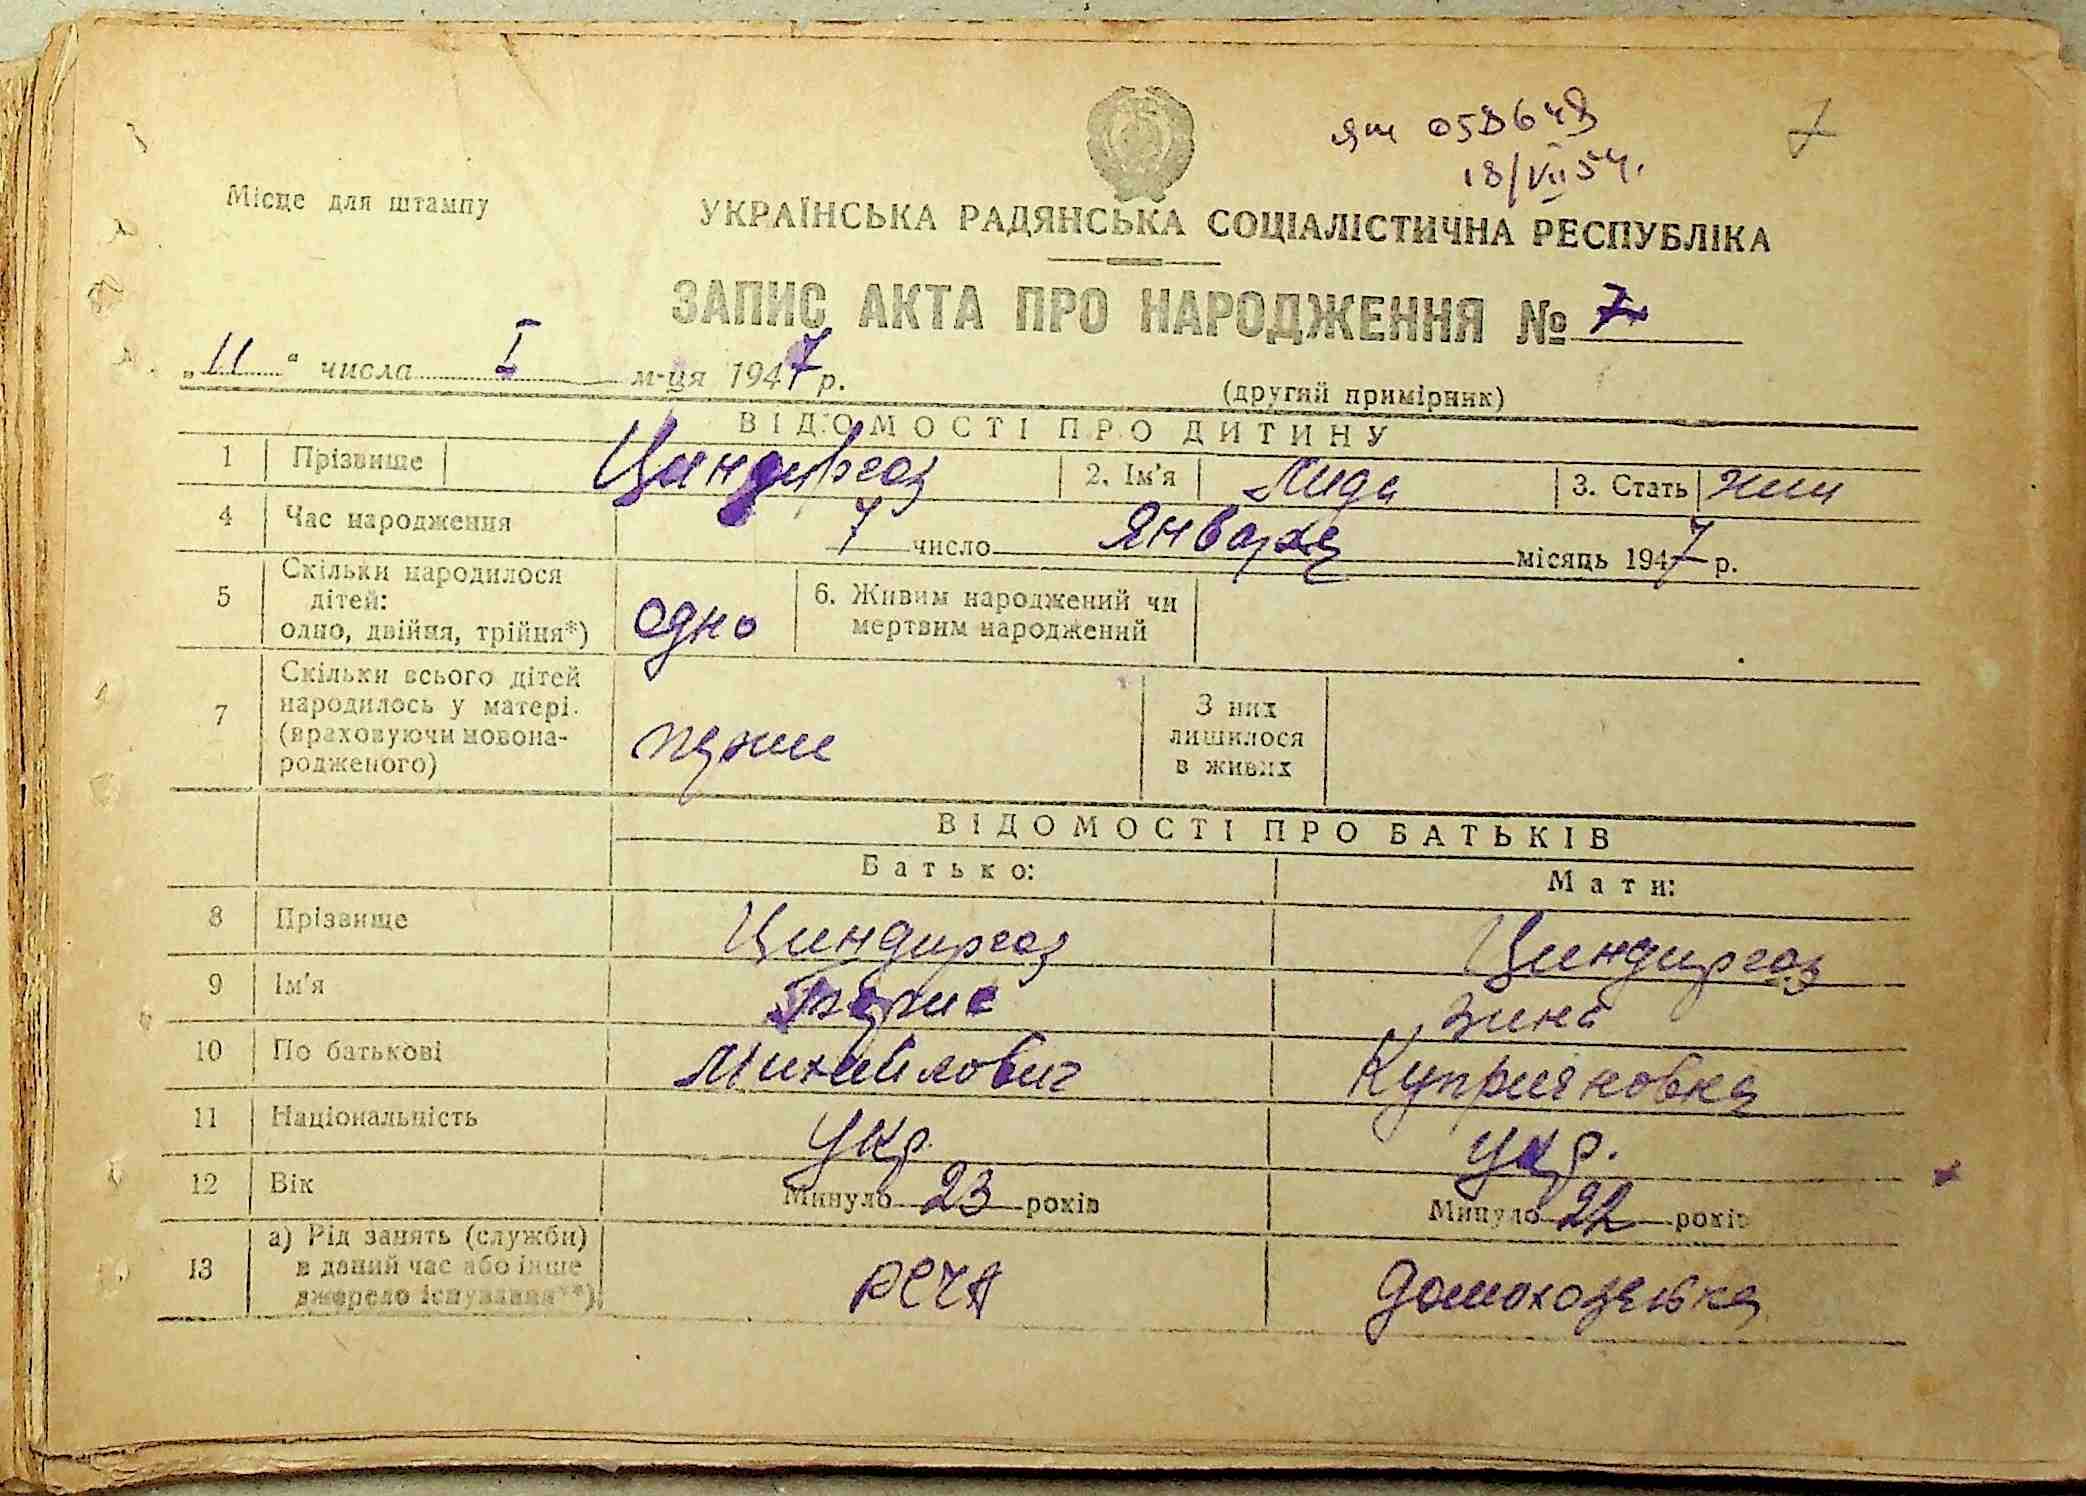 18/VII 54.
7
Місце для штампу
УКРАЇНСЬКА РАДЯНСЬКА СОЦІАЛІСТИЧНА РЕСПУБЛІКА
ЗАПИС АКТА ПРО НАРОДЖЕННЯ № 7
„11“ числа I м-ця 1947 р.
(другий примірник)
ВІДОМОСТІ ПРО ДИТИНУ
1 Прізвище Циндиргоз 2. Ім'я Лида 3. Стать жен
4 Час народження 7 число Января місяць 1947 р.
5 Скільки народилося дітей: одно, двійня, трійня*) одно 6. Живим народжений чи мертвим народжений
7 Скільки всього дітей народилось у матері (враховуючи новонародженого) З них лишилося в живих
ВІДОМОСТІ ПРО БАТЬКІВ
Батько: Мати:
8 Прізвище Циндиргоз Циндиргоз
9 Ім'я Борис Зина
10 По батькові Михайлович Куприяновна
11 Національність Укр. Укр.
12 Вік Минуло 23 років Минуло 22 років
13 а) Рід занять (служби) в даний час або інше джерело існування**) РСЧА домохозяйка